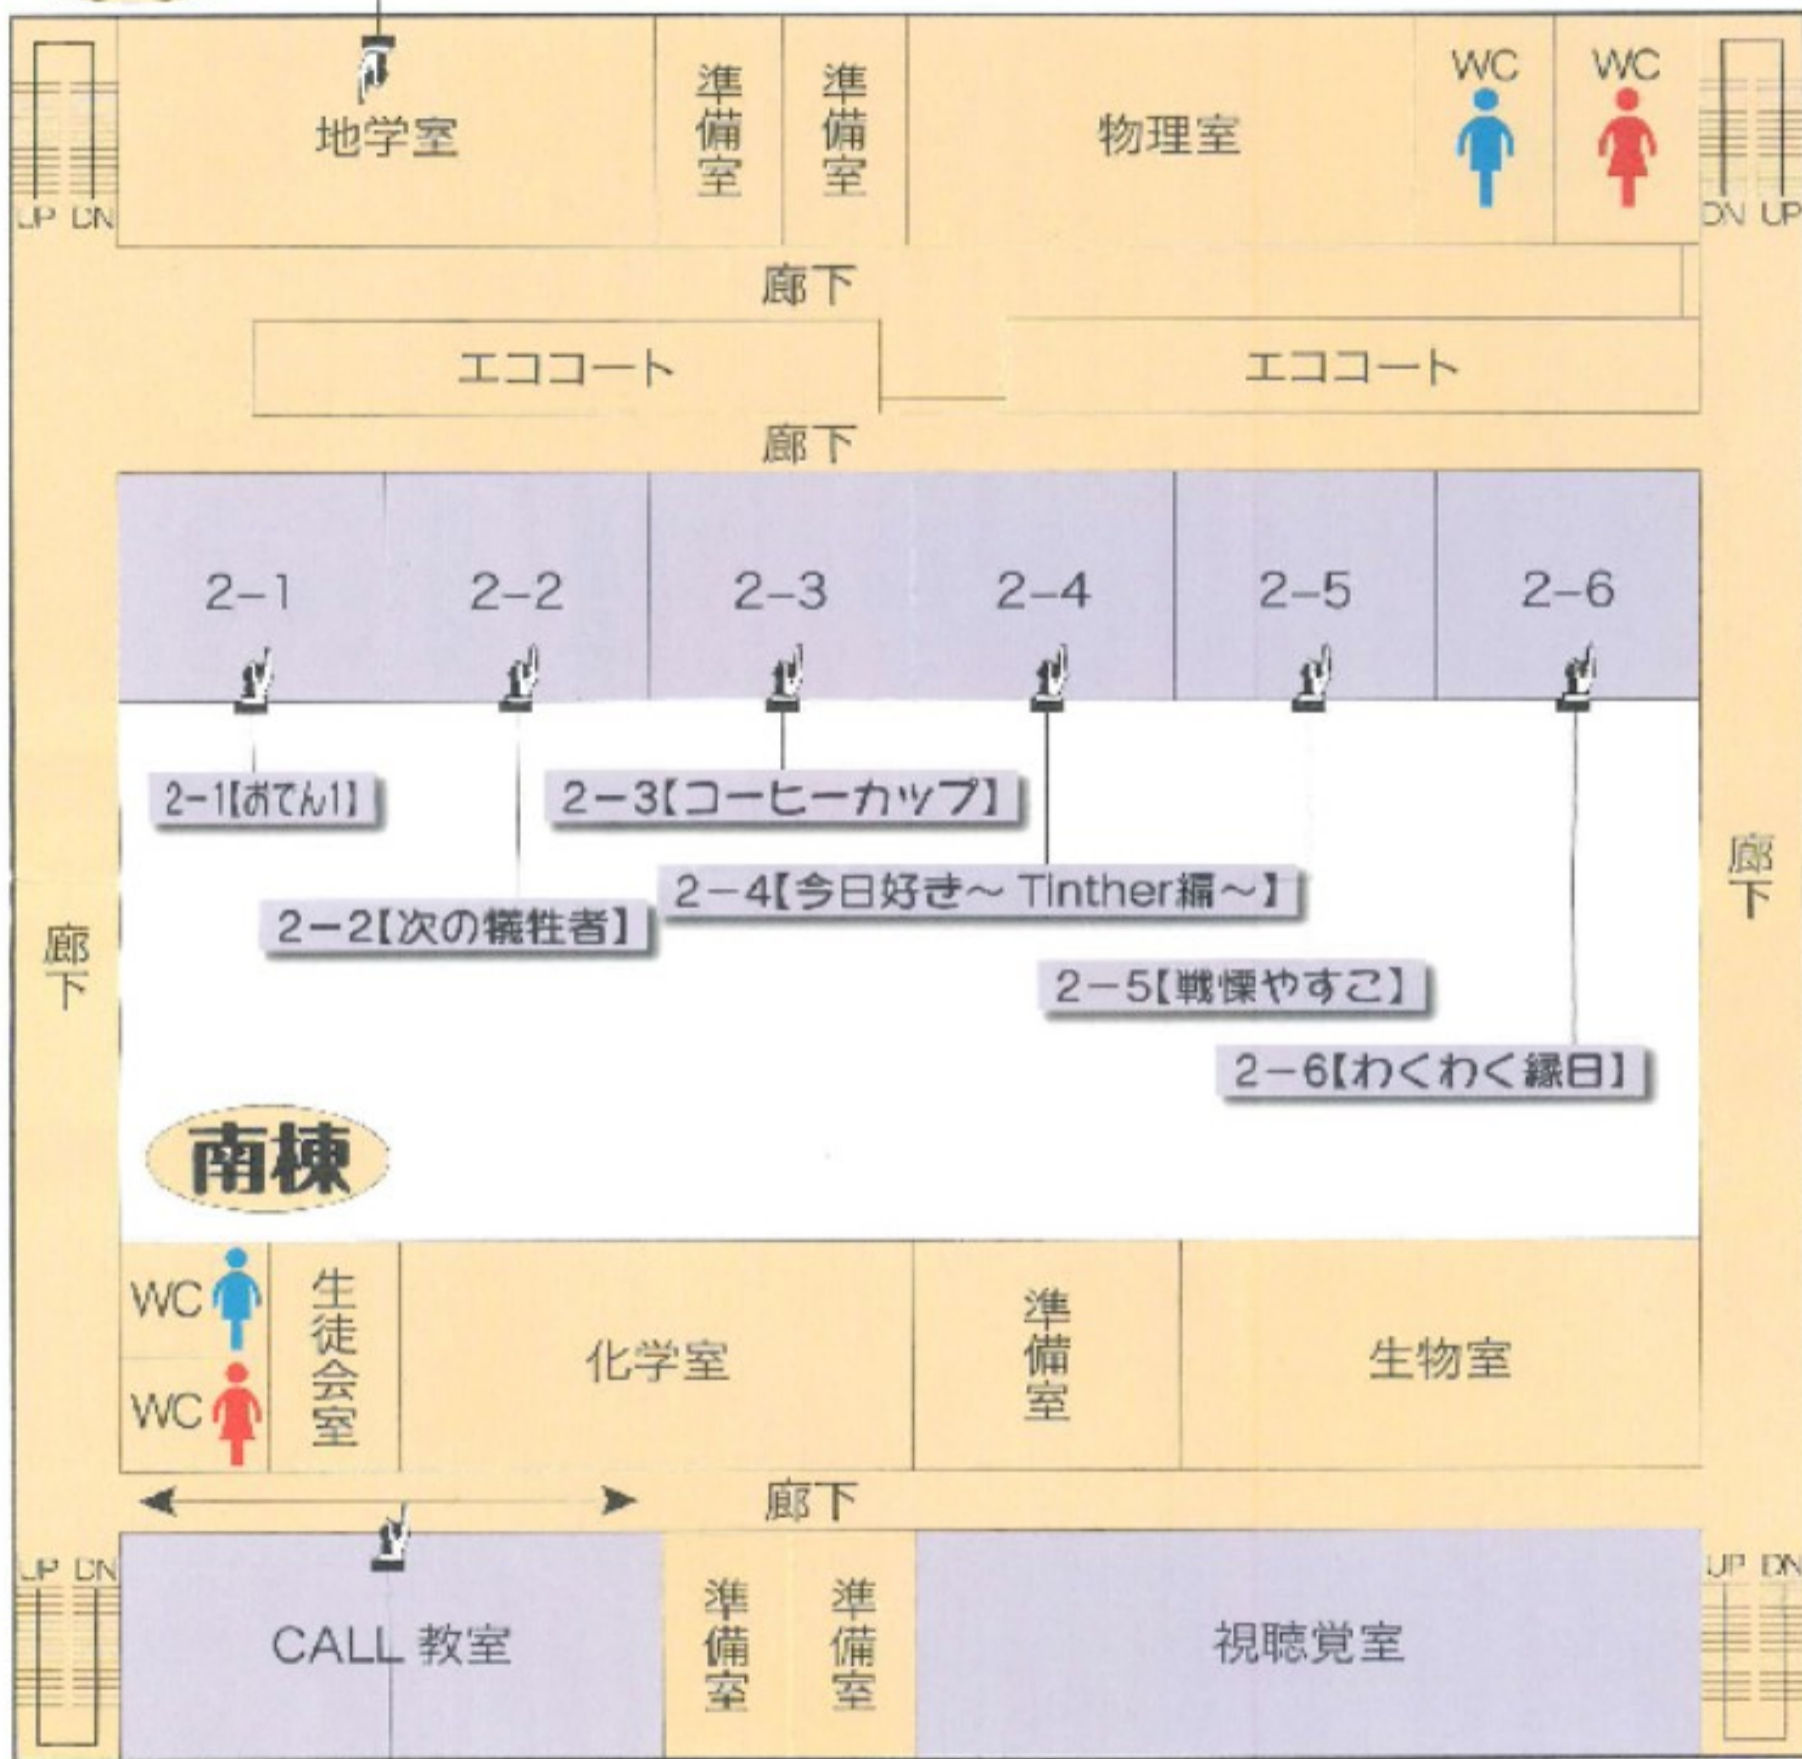 地学室
準備室
準備室
物理室
WC
WC
UP DN
DN UP
廊下
エココート
エココート
廊下
2-1
2-2
2-3
2-4
2-5
2-6
2-1【おでん1】
2-3【コーヒーカップ】
2-4【今日好き～Tinther編～】
2-2【次の犠牲者】
2-5【戦慄やすこ】
2-6【わくわく縁日】
廊下
廊下
南棟
WC
WC
生徒会室
化学室
準備室
生物室
廊下
UP DN
CALL 教室
準備室
準備室
視聴覚室
UP DN